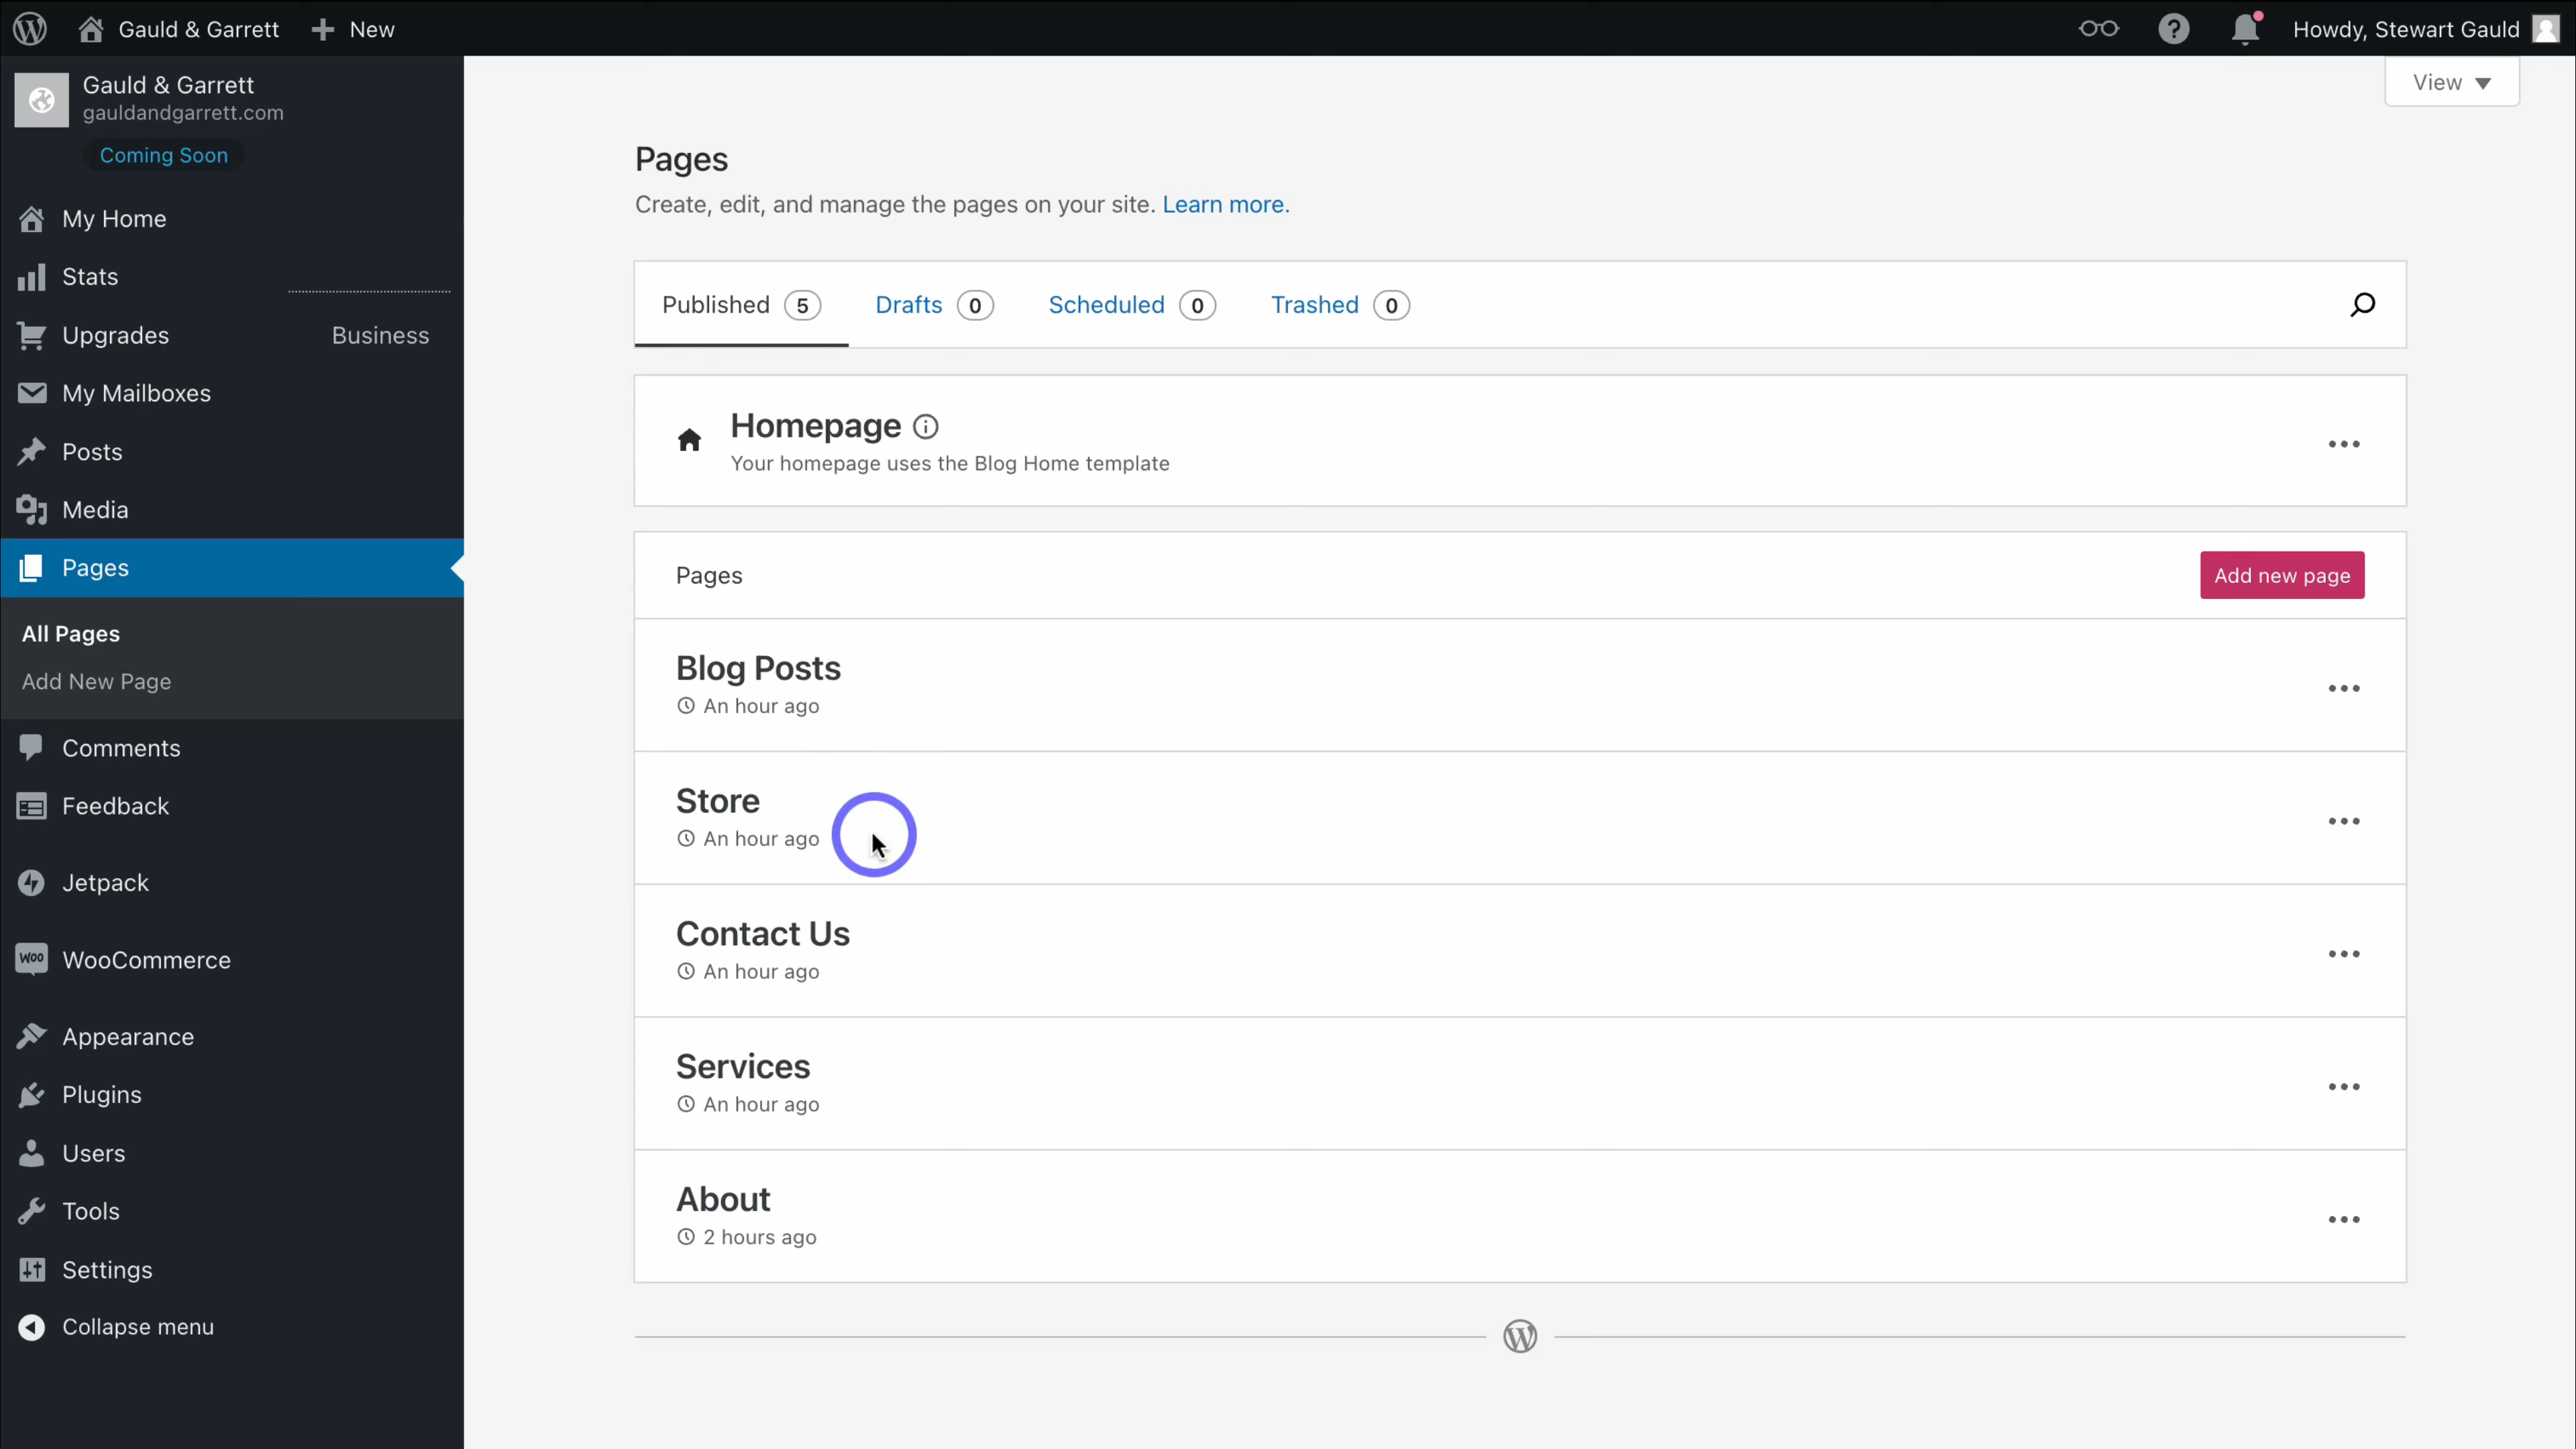 Gauld & Garrett
New
Howdy, Stewart Gauld
Gauld & Garrett
gauldandgarrett.com
Coming Soon
My Home
Stats
Upgrades Business
My Mailboxes
Posts
Media
Pages
All Pages
Add New Page
Comments
Feedback
Jetpack
WOO WooCommerce
Appearance
Plugins
Users
Tools
Settings
Collapse menu
View
Pages
Create, edit, and manage the pages on your site. Learn more.
Published 5 Drafts 0 Scheduled 0 Trashed 0
Homepage
Your homepage uses the Blog Home template
Pages Add new page
Blog Posts
An hour ago
Store
An hour ago
Contact Us
An hour ago
Services
An hour ago
About
2 hours ago